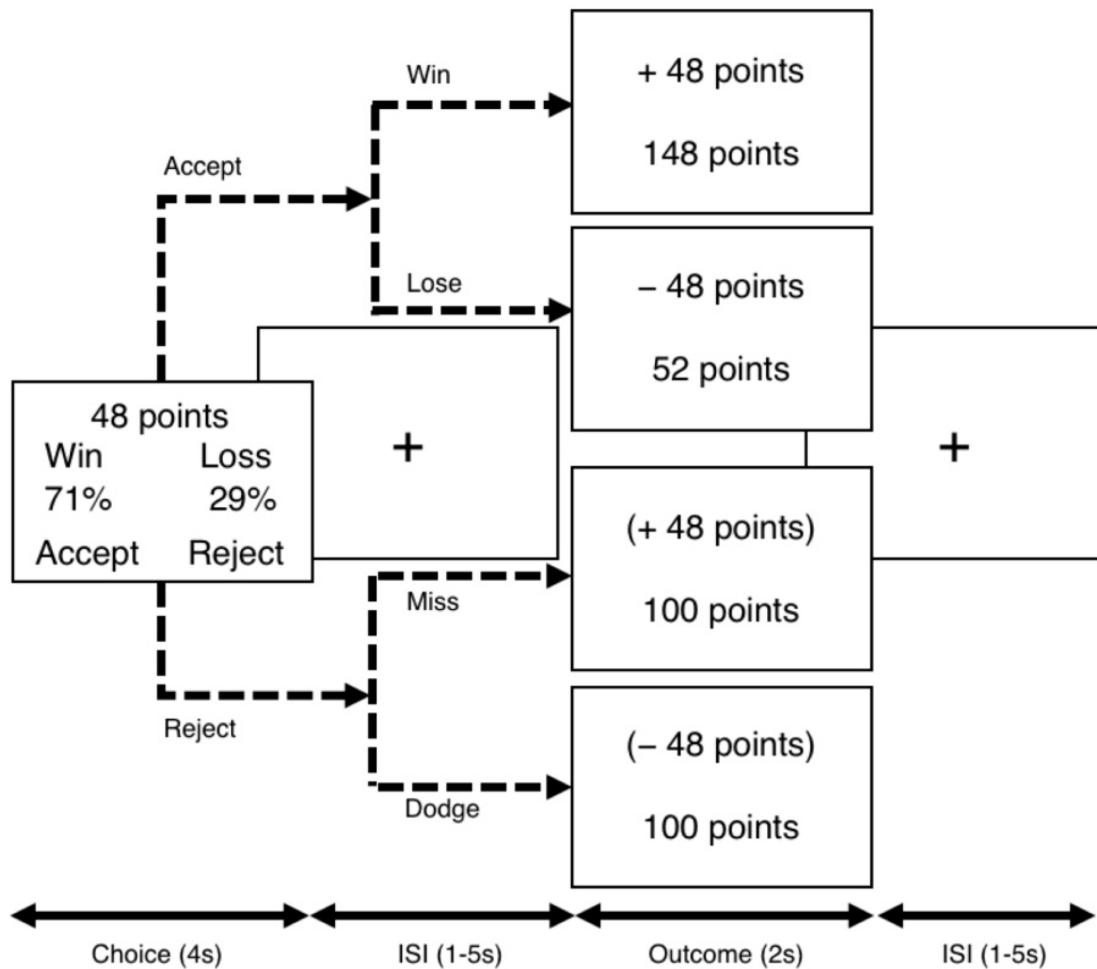 Win
+ 48 points
148 points
Accept
Lose
− 48 points
52 points
48 points
Win Loss
71% 29%
Accept Reject
+
+
(+ 48 points)
100 points
Miss
Reject
(− 48 points)
100 points
Dodge
Choice (4s) ISI (1-5s) Outcome (2s) ISI (1-5s)